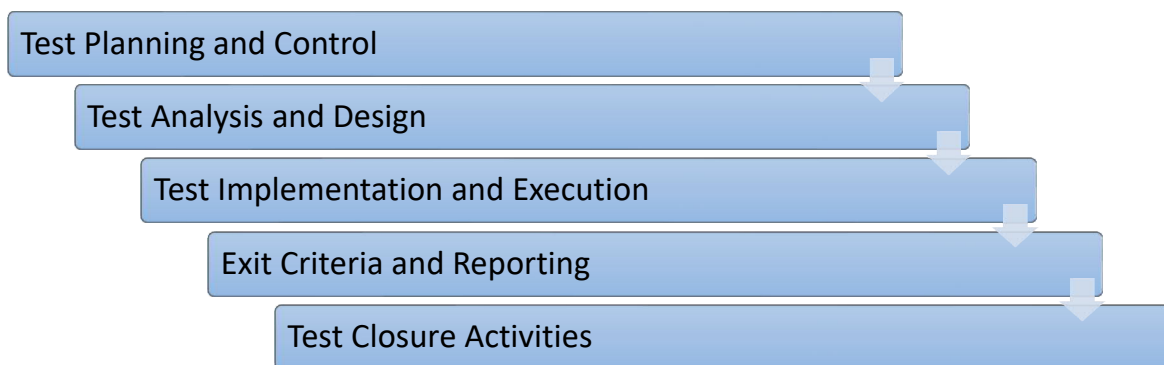 Test Planning and Control
Test Analysis and Design
Test Implementation and Execution
Exit Criteria and Reporting
Test Closure Activities